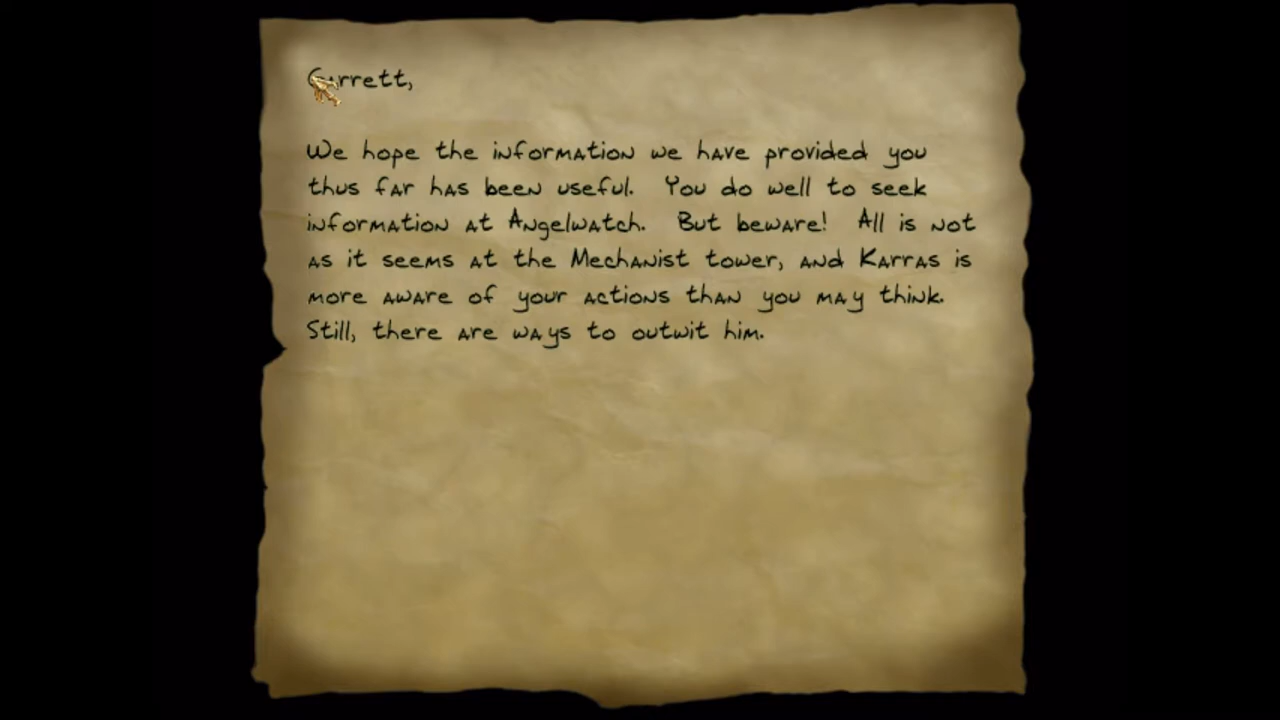 Garrett,
We hope the information we have provided you
thus far has been useful. You do well to seek
information at Angelwatch. But beware! All is not
as it seems at the Mechanist tower, and Karras is
more aware of your actions than you may think.
Still, there are ways to outwit him.